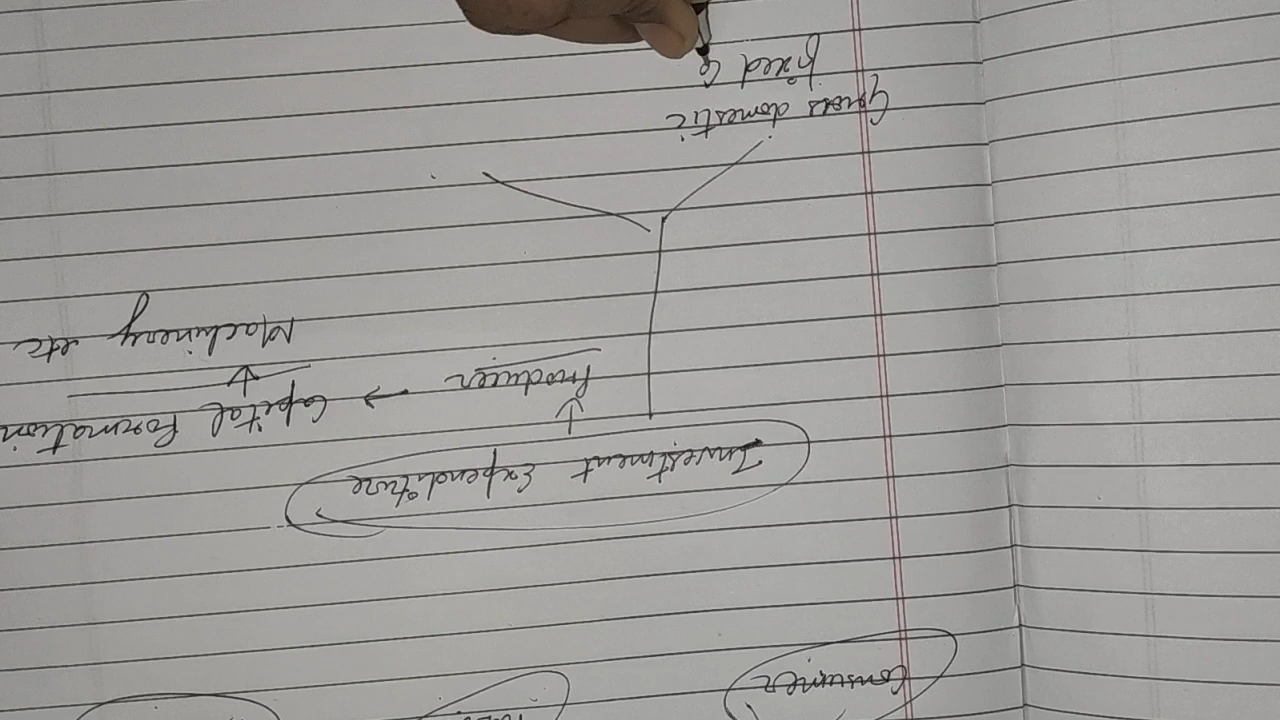 Consumer
Investment Expenditure
Producer → Capital Formation
Machinery etc
Gross domestic
fixed